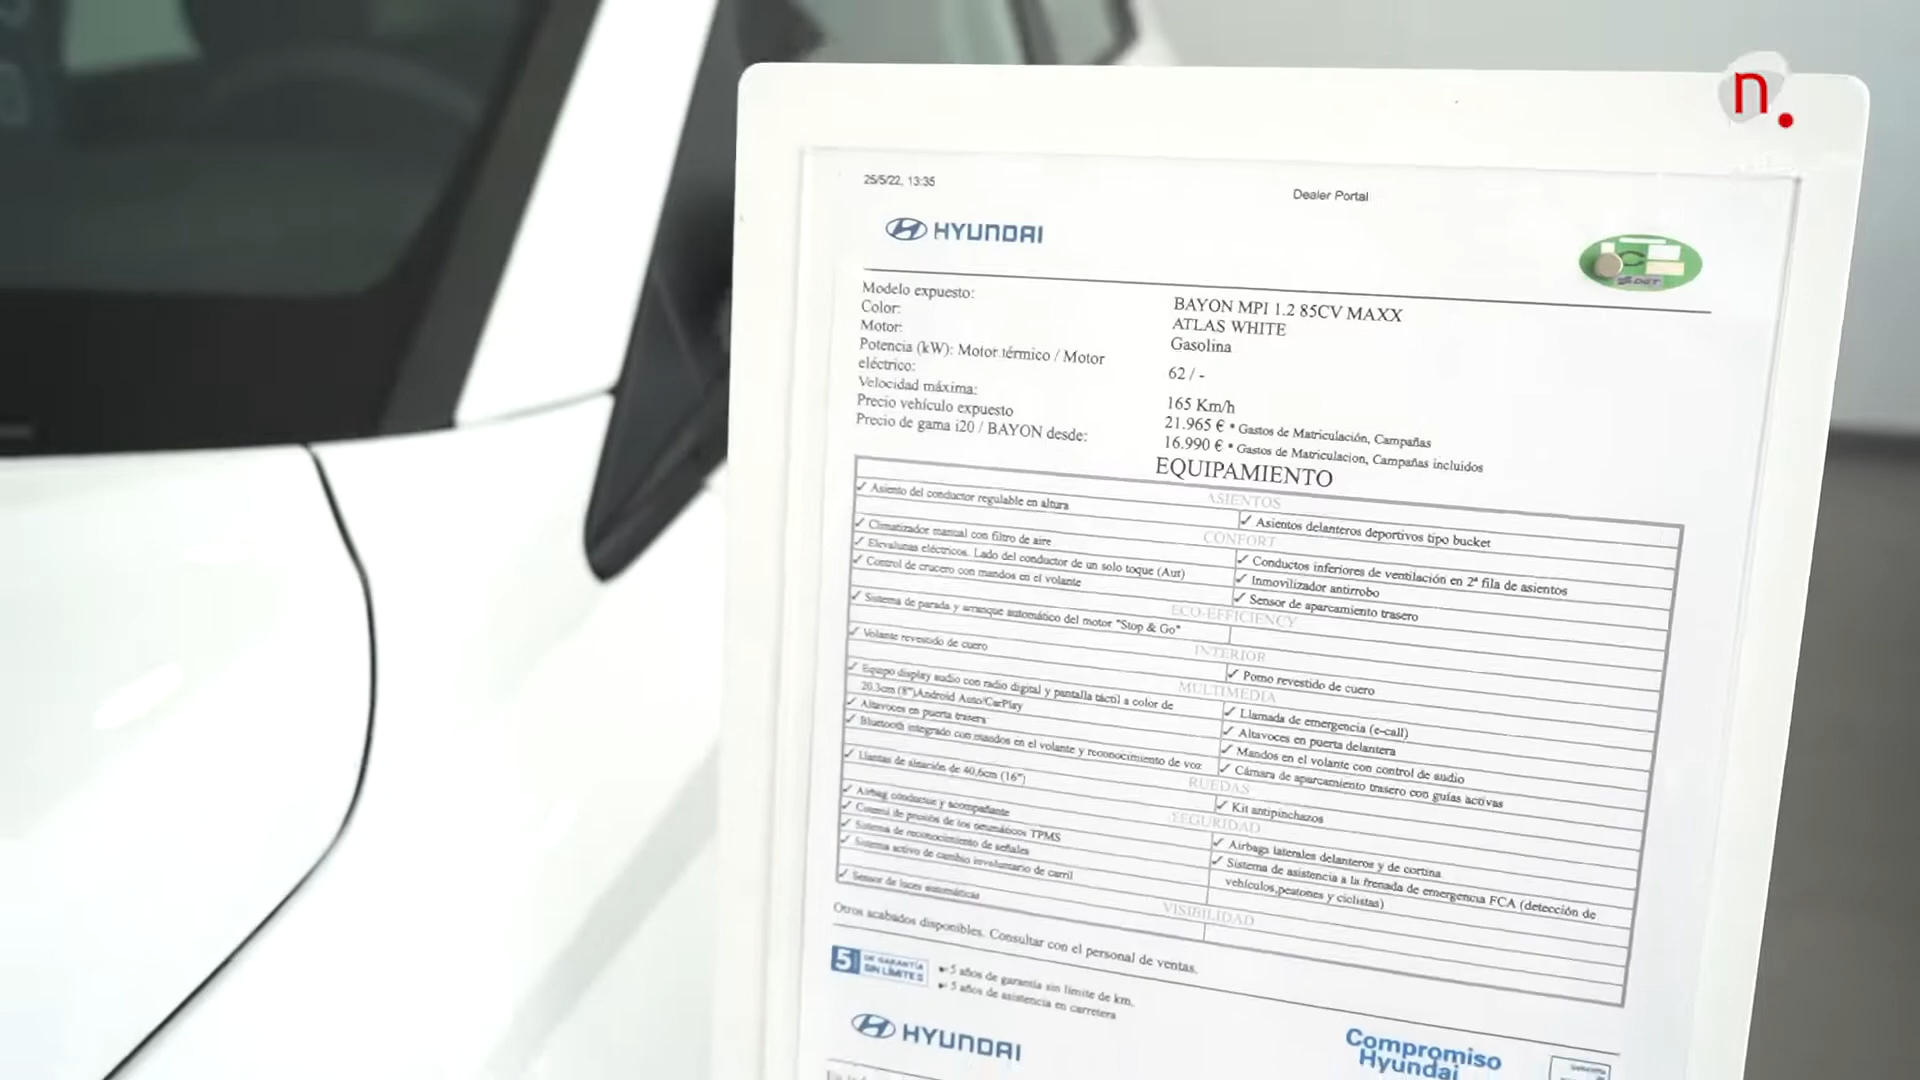 n.
25/5/22, 13:35
Dealer Portal
HYUNDAI
Modelo expuesto:
BAYON MPI 1.2 85CV MAXX
Color:
ATLAS WHITE
Motor:
Gasolina
Potencia (kW): Motor térmico / Motor
eléctrico:
62 / -
Velocidad máxima:
165 Km/h
Precio vehículo expuesto
21.965 € * Gastos de Matriculación, Campañas
Precio de gama i20 / BAYON desde:
16.990 € * Gastos de Matriculacion, Campañas incluidos
EQUIPAMIENTO
ASIENTOS
✓ Asiento del conductor regulable en altura
✓ Asientos delanteros deportivos tipo bucket
CONFORT
✓ Climatizador manual con filtro de aire
✓ Conductos inferiores de ventilación en 2ª fila de asientos
✓ Elevalunas eléctricos. Lado del conductor de un solo toque (Aut)
✓ Inmovilizador antirrobo
✓ Control de crucero con mandos en el volante
✓ Sensor de aparcamiento trasero
ECO-EFFICIENCY
✓ Sistema de parada y arranque automático del motor "Stop & Go"
INTERIOR
✓ Volante revestido de cuero
✓ Pomo revestido de cuero
MULTIMEDIA
✓ Equipo display audio con radio digital y pantalla táctil a color de
20.3cm (8")Android Auto/CarPlay
✓ Llamada de emergencia (e-call)
✓ Altavoces en puerta trasera
✓ Altavoces en puerta delantera
✓ Bluetooth integrado con mandos en el volante y reconocimiento de voz
✓ Mandos en el volante con control de audio
✓ Cámara de aparcamiento trasero con guías activas
RUEDAS
✓ Llantas de aleación de 40,6cm (16")
✓ Kit antipinchazos
SEGURIDAD
✓ Airbag conductor y acompañante
✓ Airbags laterales delanteros y de cortina
✓ Control de presión de los neumáticos TPMS
✓ Sistema de asistencia a la frenada de emergencia FCA (detección de
vehículos,peatones y ciclistas)
✓ Sistema de reconocimiento de señales
✓ Sistema activo de cambio involuntario de carril
VISIBILIDAD
✓ Sensor de luces automáticas
Otros acabados disponibles. Consultar con el personal de ventas.
5 DE GARANTÍA
SIN LÍMITES
5 años de garantía sin límite de km.
5 años de asistencia en carretera
HYUNDAI
Compromiso
Hyundai